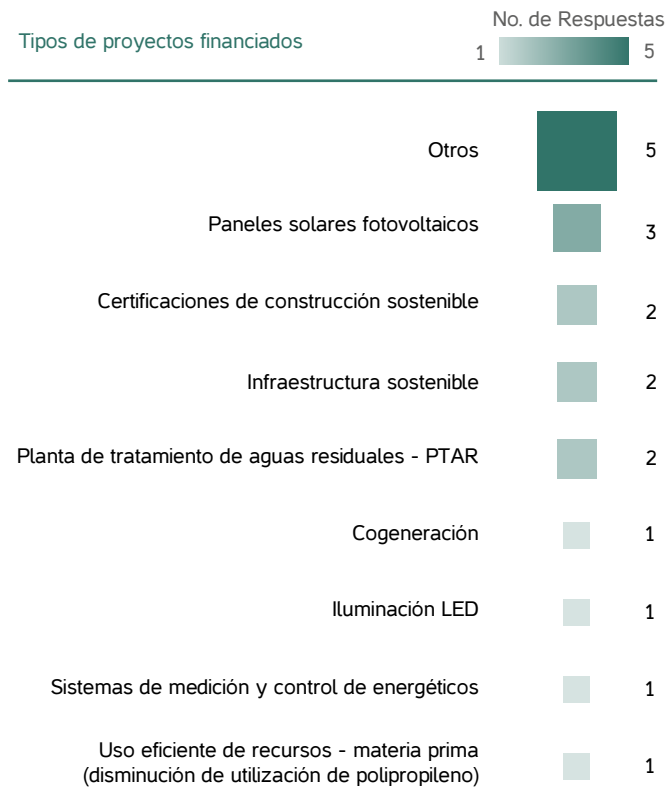 No. de Respuestas
Tipos de proyectos financiados
1 5
Otros 5
Paneles solares fotovoltaicos 3
Certificaciones de construcción sostenible 2
Infraestructura sostenible 2
Planta de tratamiento de aguas residuales - PTAR 2
Cogeneración 1
Iluminación LED 1
Sistemas de medición y control de energéticos 1
Uso eficiente de recursos - materia prima
(disminución de utilización de polipropileno) 1